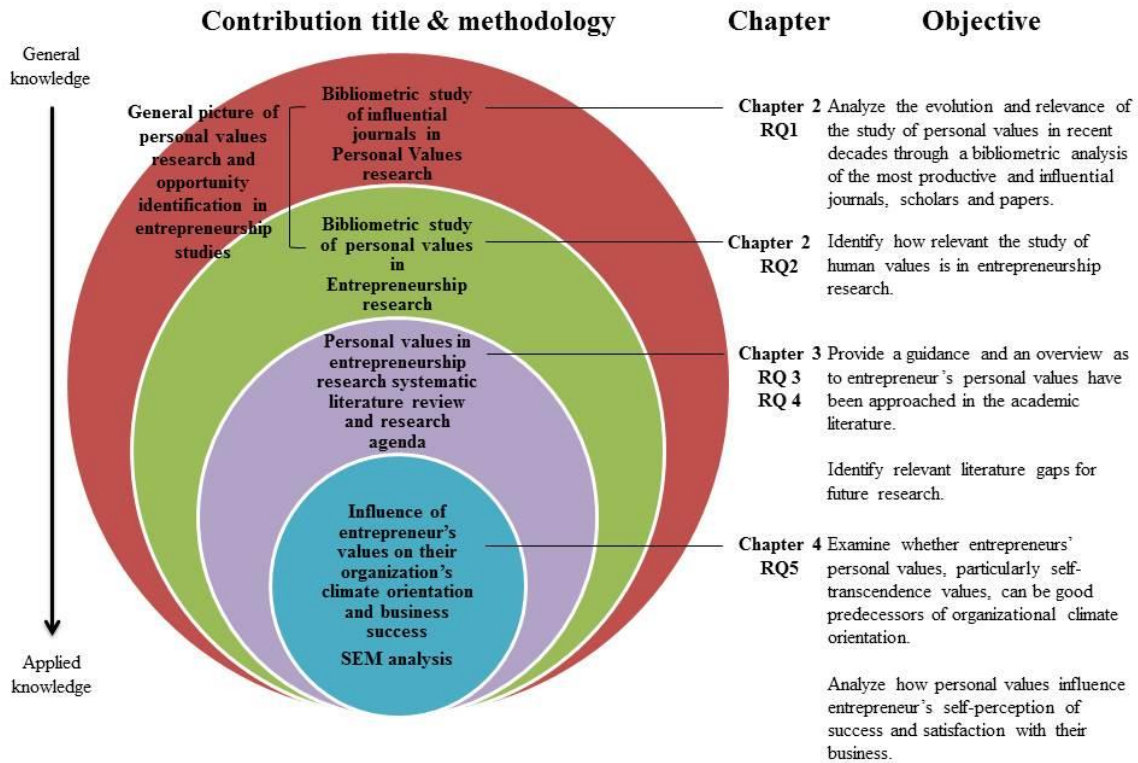 Contribution title & methodology
Chapter
Objective
General
knowledge
General picture of
personal values
research and
opportunity
identification in
entrepreneurship
studies
Bibliometric study
of influential
journals in
Personal Values
research
Chapter 2
RQ1
Analyze the evolution and relevance of
the study of personal values in recent
decades through a bibliometric analysis
of the most productive and influential
journals, scholars and papers.
Bibliometric study
of personal values
in
Entrepreneurship
research
Chapter 2
RQ2
Identify how relevant the study of
human values is in entrepreneurship
research.
Personal values in
entrepreneurship
research systematic
literature review
and research
agenda
Chapter 3
RQ 3
RQ 4
Provide a guidance and an overview as
to entrepreneur's personal values have
been approached in the academic
literature.
Identify relevant literature gaps for
future research.
Influence of
entrepreneur's
values on their
organization's
climate orientation
and business
success
SEM analysis
Chapter 4
RQ5
Examine whether entrepreneurs'
personal values, particularly self-
transcendence values, can be good
predecessors of organizational climate
orientation.
Analyze how personal values influence
entrepreneur's self-perception of
success and satisfaction with their
business.
Applied
knowledge